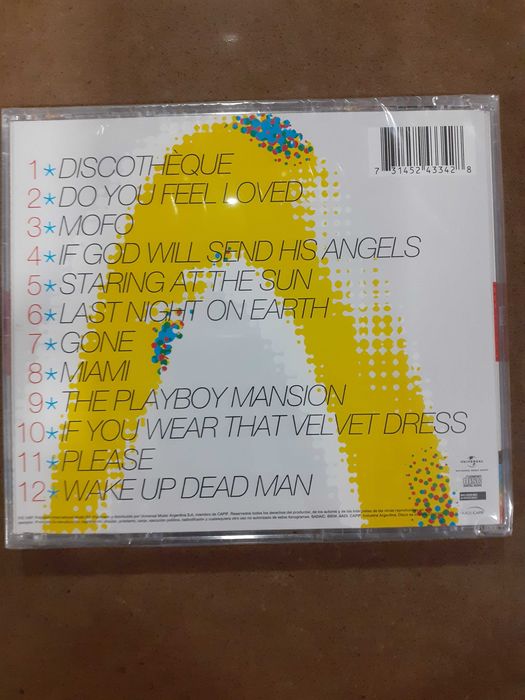 7 31452 43342 8
1*DISCOTHÈQUE
2*DO YOU FEEL LOVED
3*MOFO
4*IF GOD WILL SEND HIS ANGELS
5*STARING AT THE SUN
6*LAST NIGHT ON EARTH
7*GONE
8*MIAMI
9*THE PLAYBOY MANSION
10*IF YOU WEAR THAT VELVET DRESS
11*PLEASE
12*WAKE UP DEAD MAN
UNIVERSAL